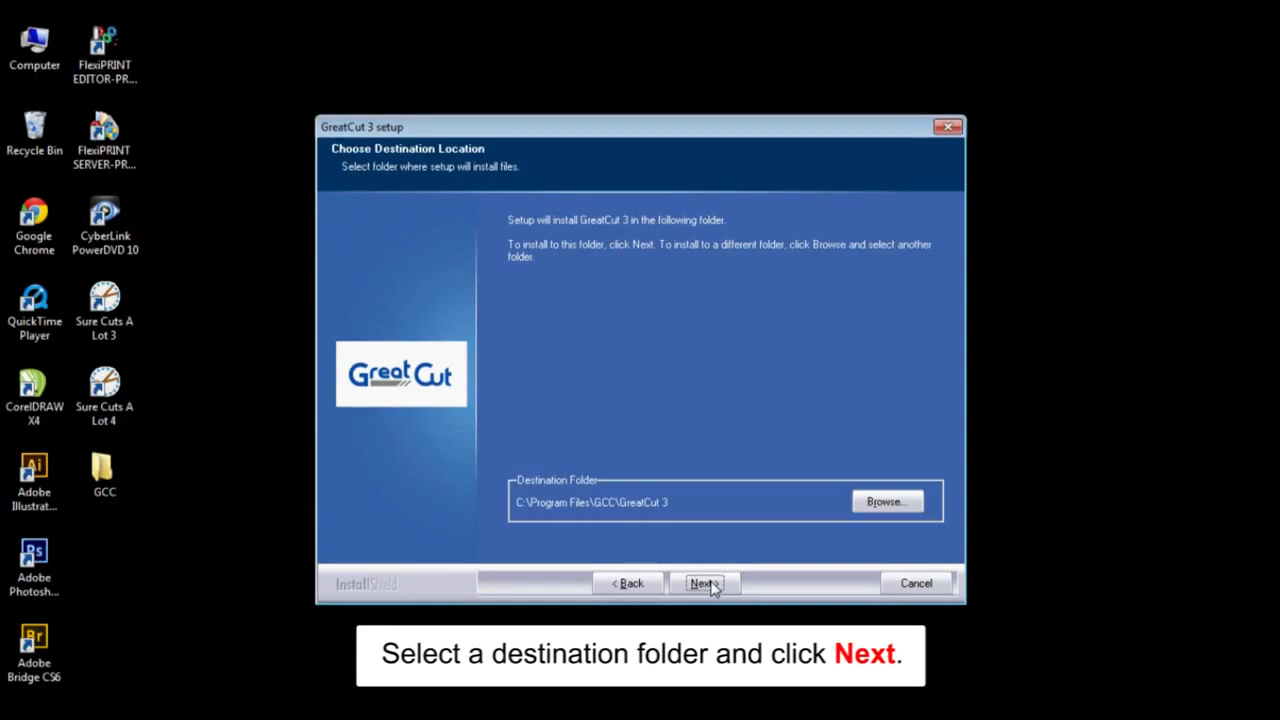 Computer
FlexiPRINT
EDITOR-PR...
Recycle Bin
FlexiPRINT
SERVER-PR...
Google
Chrome
CyberLink
PowerDVD 10
QuickTime
Player
Sure Cuts A
Lot 3
CorelDRAW
X4
Sure Cuts A
Lot 4
Ai
Adobe
Illustrat...
GCC
Ps
Adobe
Photosh...
Br
Adobe
Bridge CS6
GreatCut 3 setup
Choose Destination Location
Select folder where setup will install files.
Setup will install GreatCut 3 in the following folder.
To install to this folder, click Next. To install to a different folder, click Browse and select another
folder.
Great Cut
Destination Folder
C:\Program Files\GCC\GreatCut 3
Browse...
InstallShield
< Back
Next >
Cancel
Select a destination folder and click Next.